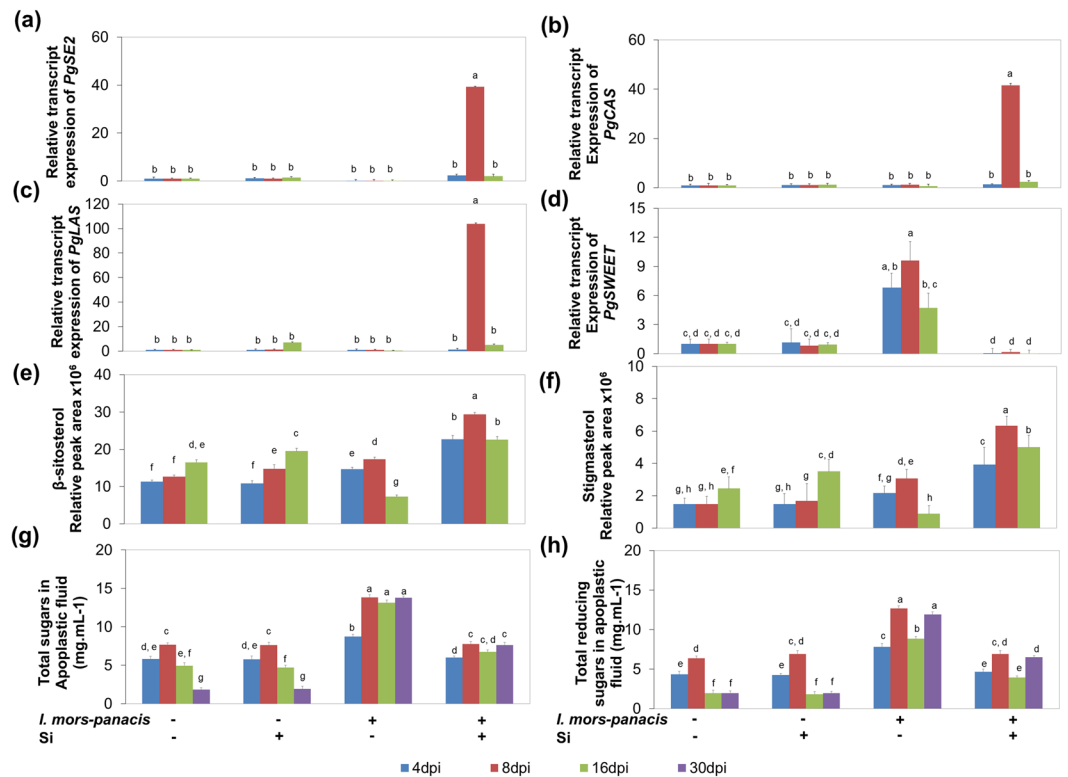 (a)
Relative transcript
expression of PgSE2
60
40
20
0
b b b
b b b
b b b
b a b
(b)
Relative transcript
Expression of
PgCAS
60
40
20
0
b b b
b b b
b b b
b a b
(c)
Relative transcript
expression of PgLAS
120
100
80
60
40
20
0
b b b
b b b
b b b
b a b
(d)
Relative transcript
Expression of
PgSWEET
15
12
9
6
3
0
c, d c, d c, d
c, d c, d c, d
a, b a b, c
d d d
(e)
β-sitosterol
Relative peak area x10⁶
40
30
20
10
0
f f d, e
f e c
e d g
b a b
(f)
Stigmasterol
Relative peak area x10⁶
10
8
6
4
2
0
g, h g, h e, f
g, h g, h c, d
f, g d, e h
c a b
(g)
Total sugars in
Apoplastic fluid
(mg.mL-1)
20
15
10
5
0
d, e c e, f g
d, e c f g
b a a a
d c c, d c
(h)
Total reducing
sugars in apoplastic
fluid (mg.mL-1)
20
15
10
5
0
e d f f
e c, d f f
c a b a
e c, d e d
I. mors-panacis - - + +
Si - + - +
- - + +
- + - +
4dpi 8dpi 16dpi 30dpi